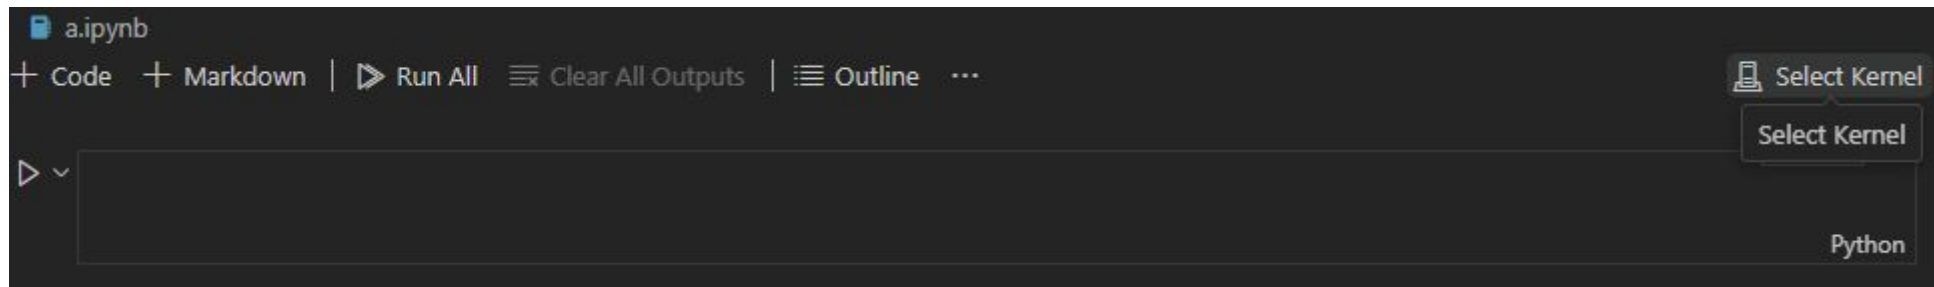 a.ipynb
Code Markdown | Run All Clear All Outputs | Outline ... Select Kernel
Select Kernel
Python